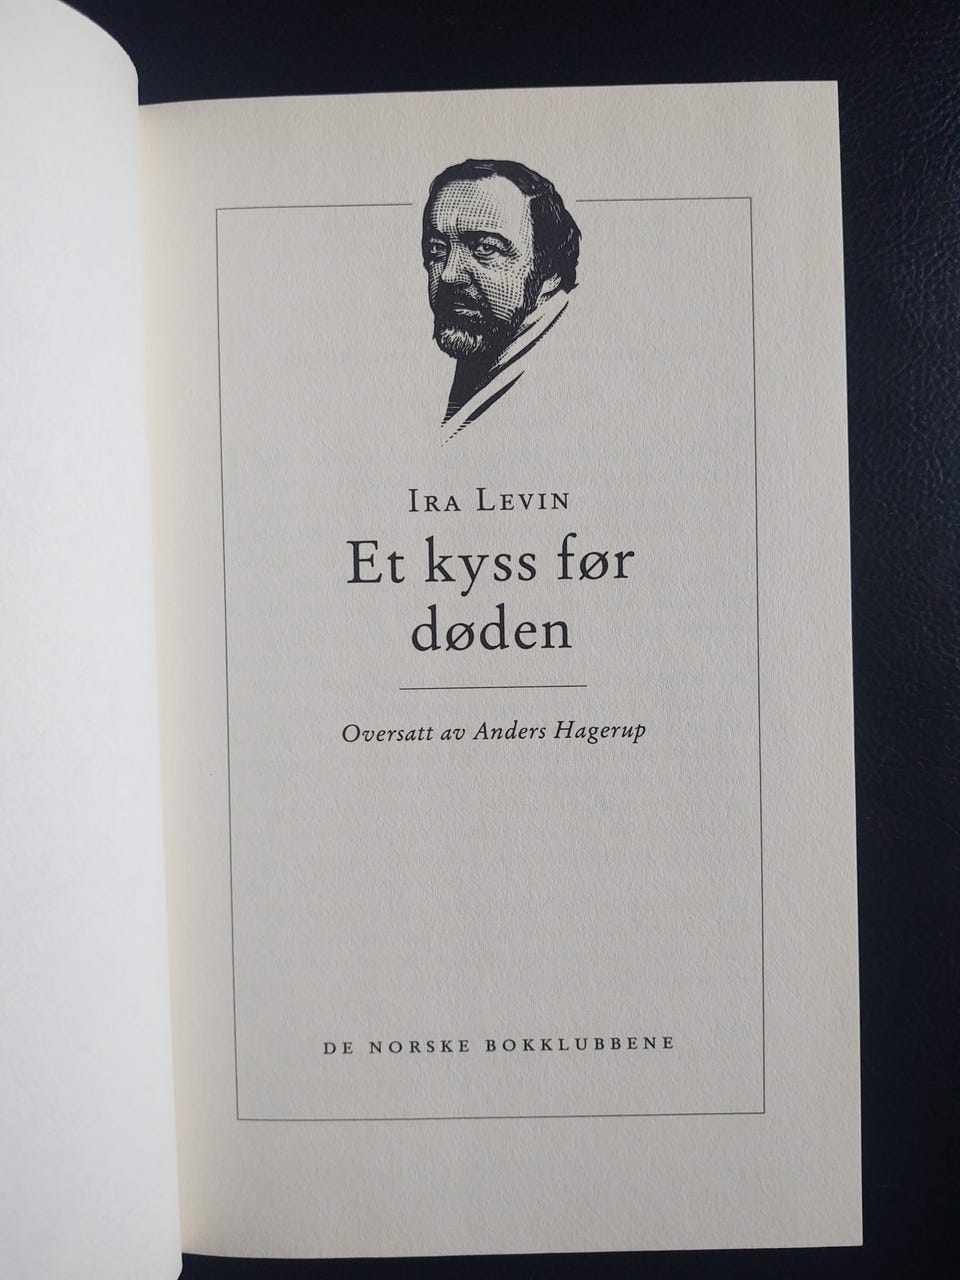 Ira Levin
Et kyss før
døden
Oversatt av Anders Hagerup
DE NORSKE BOKKLUBBENE